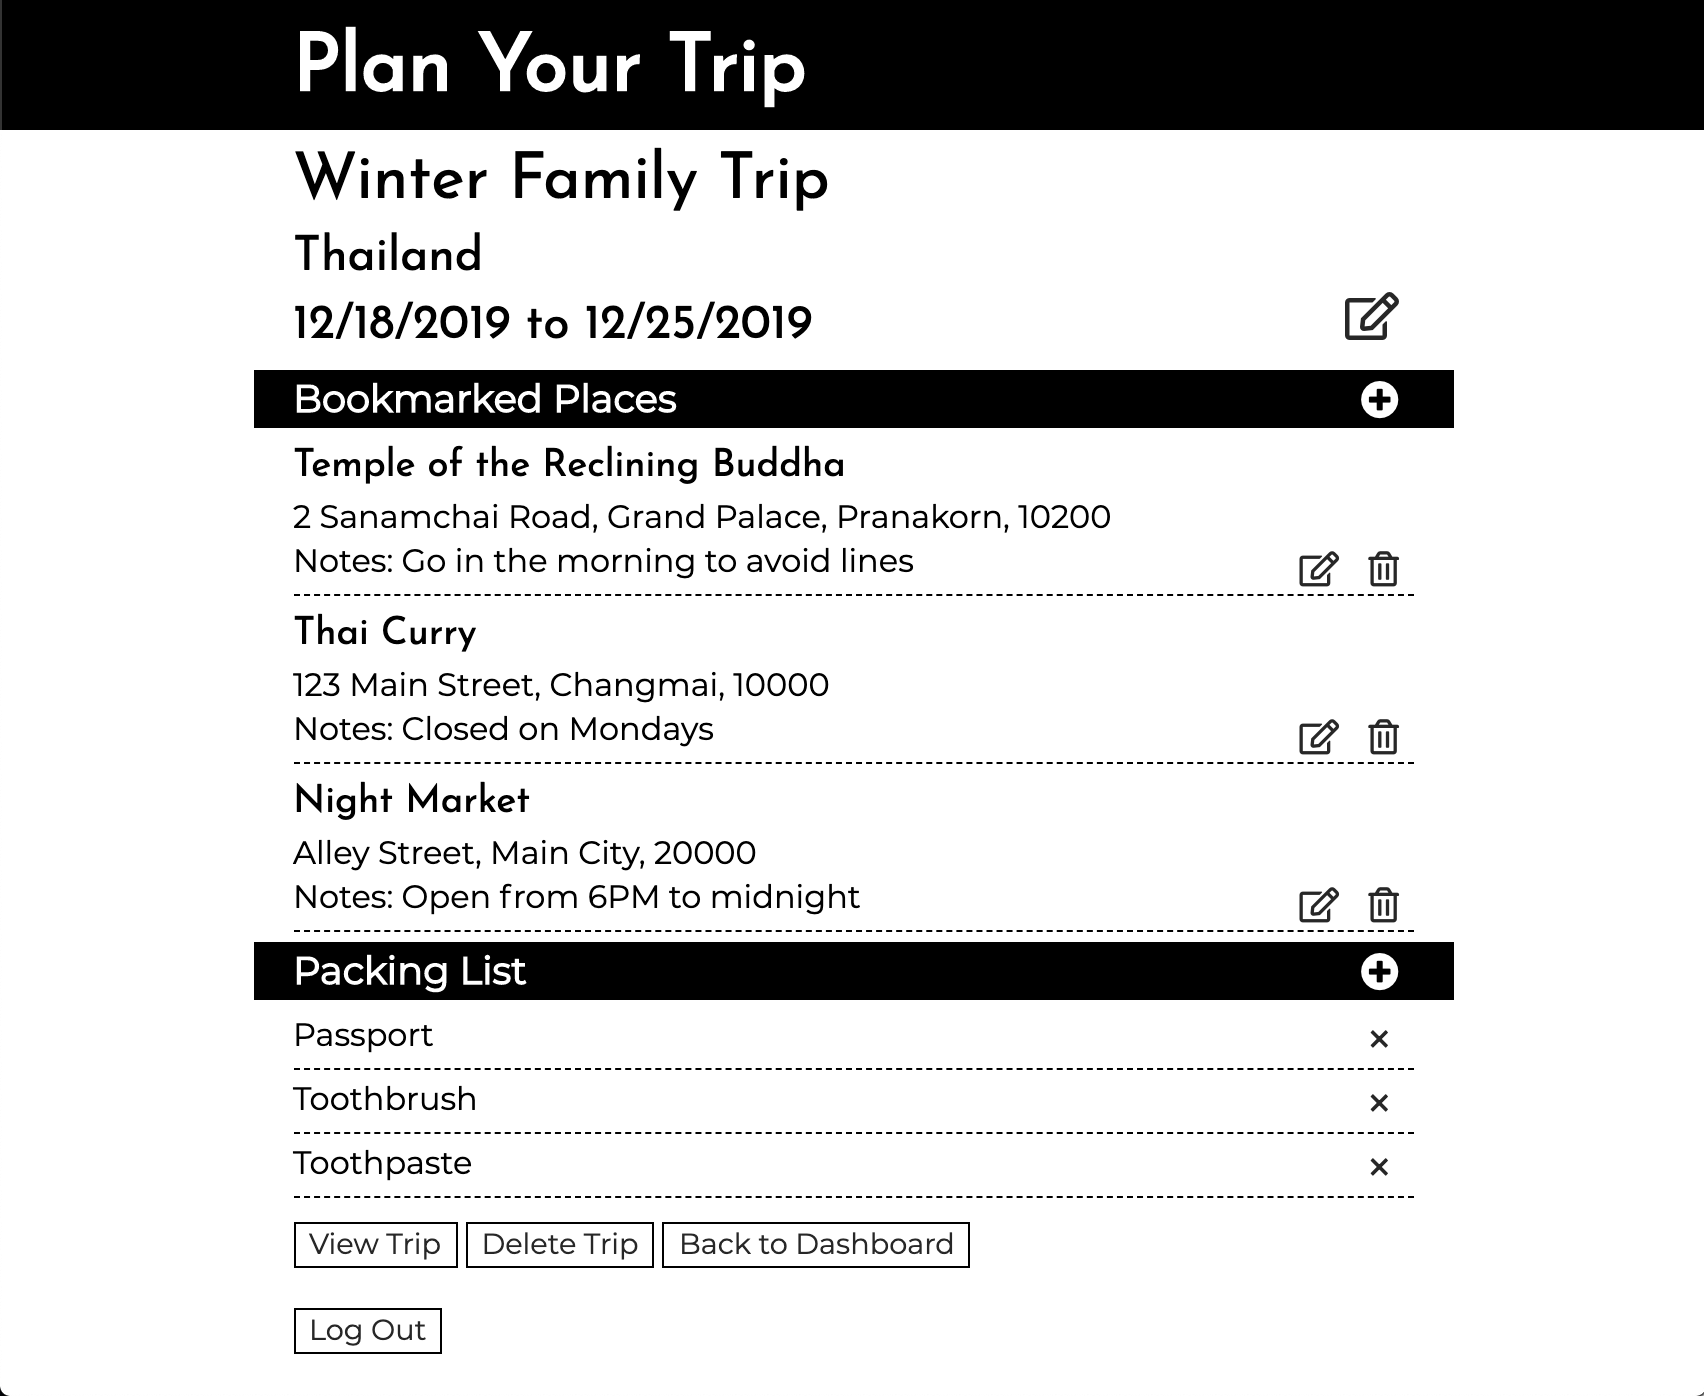 Plan Your Trip
Winter Family Trip
Thailand
12/18/2019 to 12/25/2019
Bookmarked Places
Temple of the Reclining Buddha
2 Sanamchai Road, Grand Palace, Pranakorn, 10200
Notes: Go in the morning to avoid lines
Thai Curry
123 Main Street, Changmai, 10000
Notes: Closed on Mondays
Night Market
Alley Street, Main City, 20000
Notes: Open from 6PM to midnight
Packing List
Passport
Toothbrush
Toothpaste
View Trip Delete Trip Back to Dashboard
Log Out